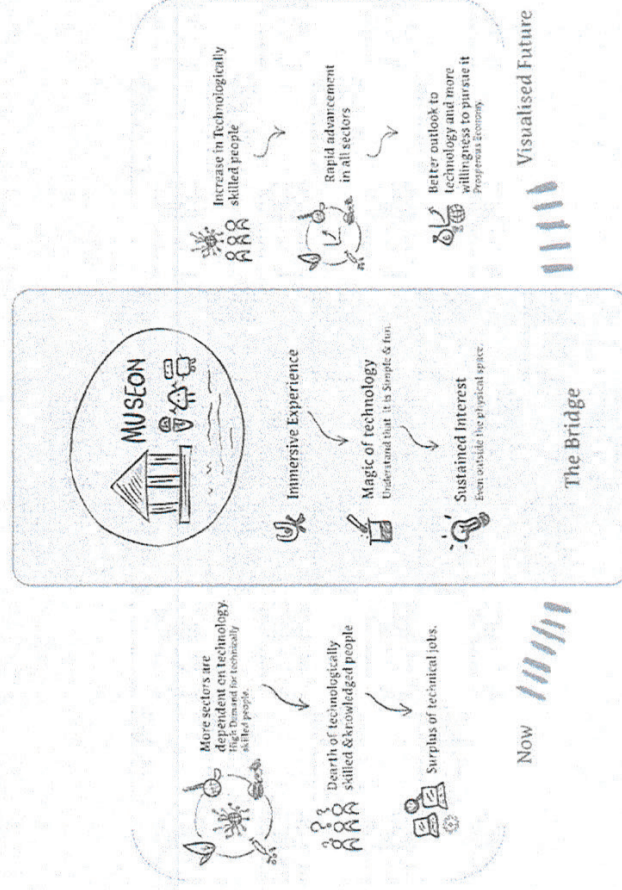 More sectors are
dependent on technology.
High Demand for technically
skilled people.
Dearth of technologically
skilled & knowledged people
Surplus of technical jobs.
Now
MUSEON
Immersive Experience
Magic of technology
Understand that it is Simple & fun.
Sustained Interest
Even outside the physical space.
The Bridge
Increase in Technologically
skilled people
Rapid advancement
in all sectors
Better outlook to
technology and more
willingness to pursue it
Prosperous Economy.
Visualised Future